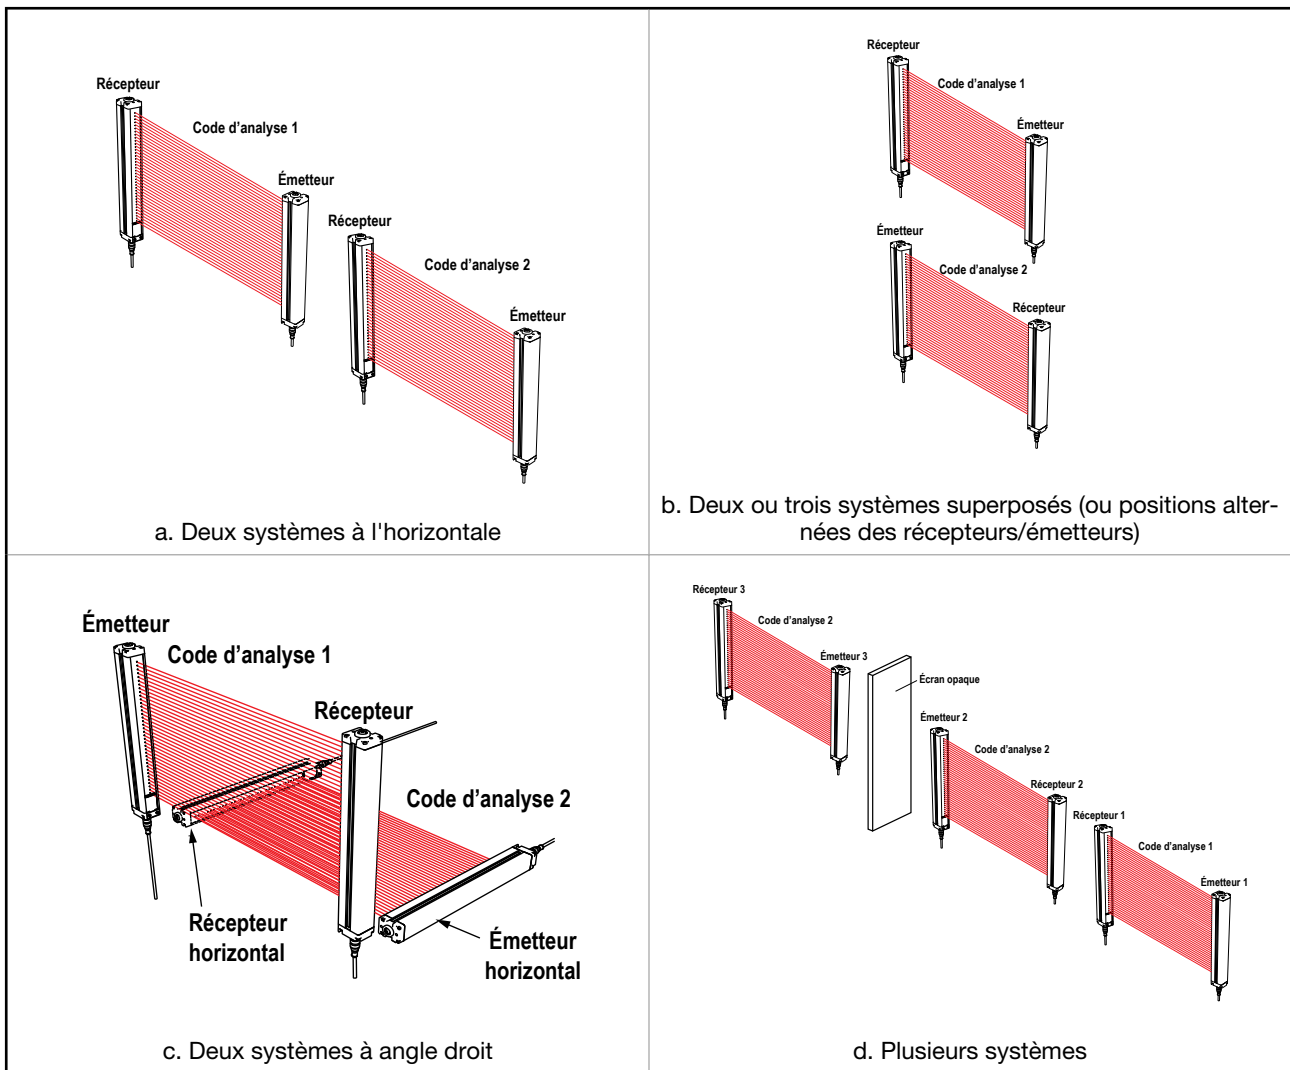 Récepteur
Code d'analyse 1
Émetteur
Récepteur
Code d'analyse 2
Émetteur
a. Deux systèmes à l'horizontale
Récepteur
Code d'analyse 1
Émetteur
Émetteur
Code d'analyse 2
Récepteur
b. Deux ou trois systèmes superposés (ou positions alter-
nées des récepteurs/émetteurs)
Émetteur
Code d'analyse 1
Récepteur
Code d'analyse 2
Récepteur
horizontal
Émetteur
horizontal
c. Deux systèmes à angle droit
Récepteur 3
Code d'analyse 2
Émetteur 3
Écran opaque
Émetteur 2
Code d'analyse 2
Récepteur 2
Récepteur 1
Code d'analyse 1
Émetteur 1
d. Plusieurs systèmes